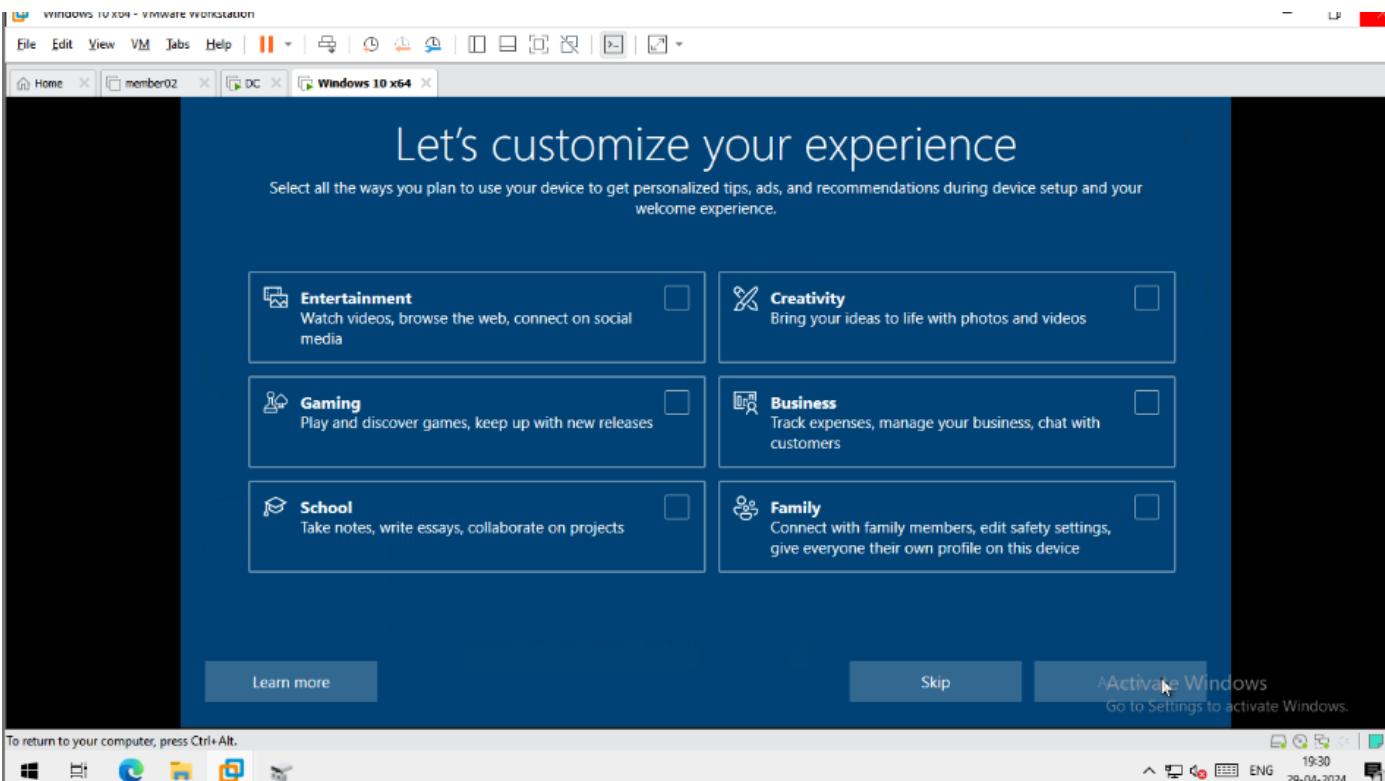 Windows 10 x64 - VMware Workstation
File Edit View VM Tabs Help
Home member02 DC Windows 10 x64
Let's customize your experience
Select all the ways you plan to use your device to get personalized tips, ads, and recommendations during device setup and your
welcome experience.
Entertainment
Watch videos, browse the web, connect on social
media
Creativity
Bring your ideas to life with photos and videos
Gaming
Play and discover games, keep up with new releases
Business
Track expenses, manage your business, chat with
customers
School
Take notes, write essays, collaborate on projects
Family
Connect with family members, edit safety settings,
give everyone their own profile on this device
Learn more
Skip
Activate Windows
Go to Settings to activate Windows.
To return to your computer, press Ctrl+Alt.
ENG
19:30
29-04-2024